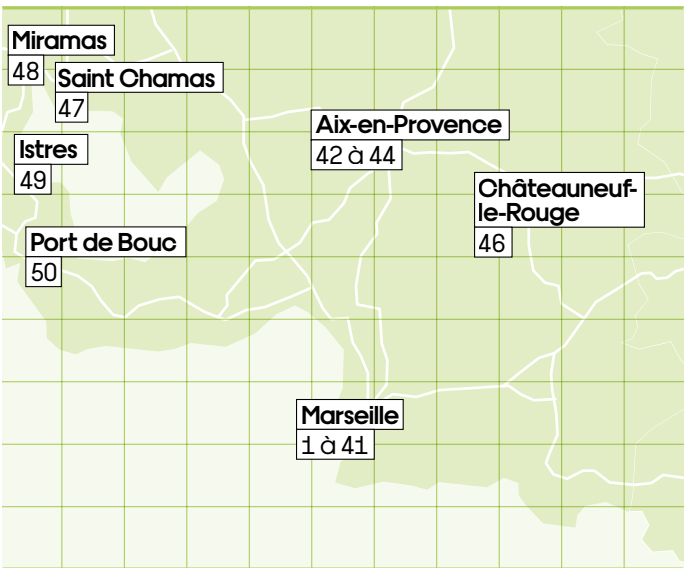 Miramas
48
Saint Chamas
47
Istres
49
Port de Bouc
50
Aix-en-Provence
42 à 44
Châteauneuf-
le-Rouge
46
Marseille
1 à 41